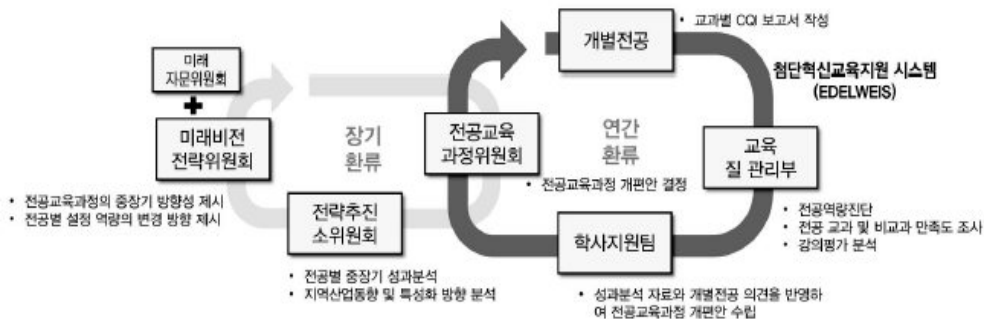 미래
자문위원회
+
미래비전
전략위원회
• 전공교육과정의 중장기 방향성 제시
• 전공별 설정 역량의 변경 방향 제시
장기
환류
전략추진
소위원회
• 전공별 중장기 성과분석
• 지역산업동향 및 특성화 방향 분석
전공교육
과정위원회
• 전공교육과정 개편안 결정
연간
환류
개별전공
• 교과별 CQI 보고서 작성
첨단혁신교육지원 시스템
(EDELWEIS)
교육
질 관리부
• 전공역량진단
• 전공 교과 및 비교과 만족도 조사
• 강의평가 분석
학사지원팀
• 성과분석 자료와 개별전공 의견을 반영하
여 전공교육과정 개편안 수립